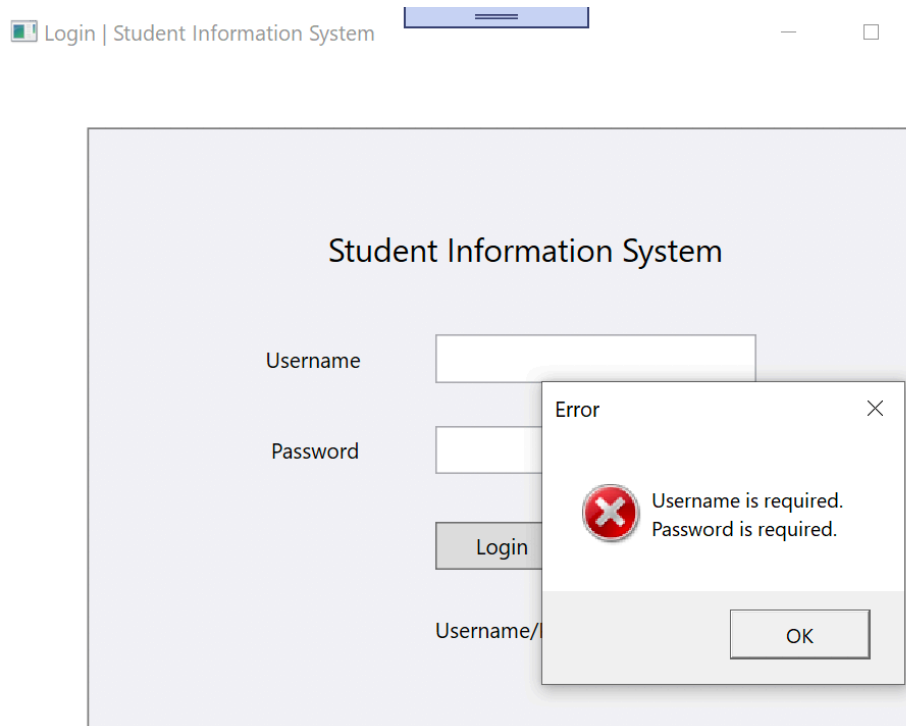 Login | Student Information System
Student Information System
Username
Error
Password
Username is required.
Password is required.
Login
Username/
OK